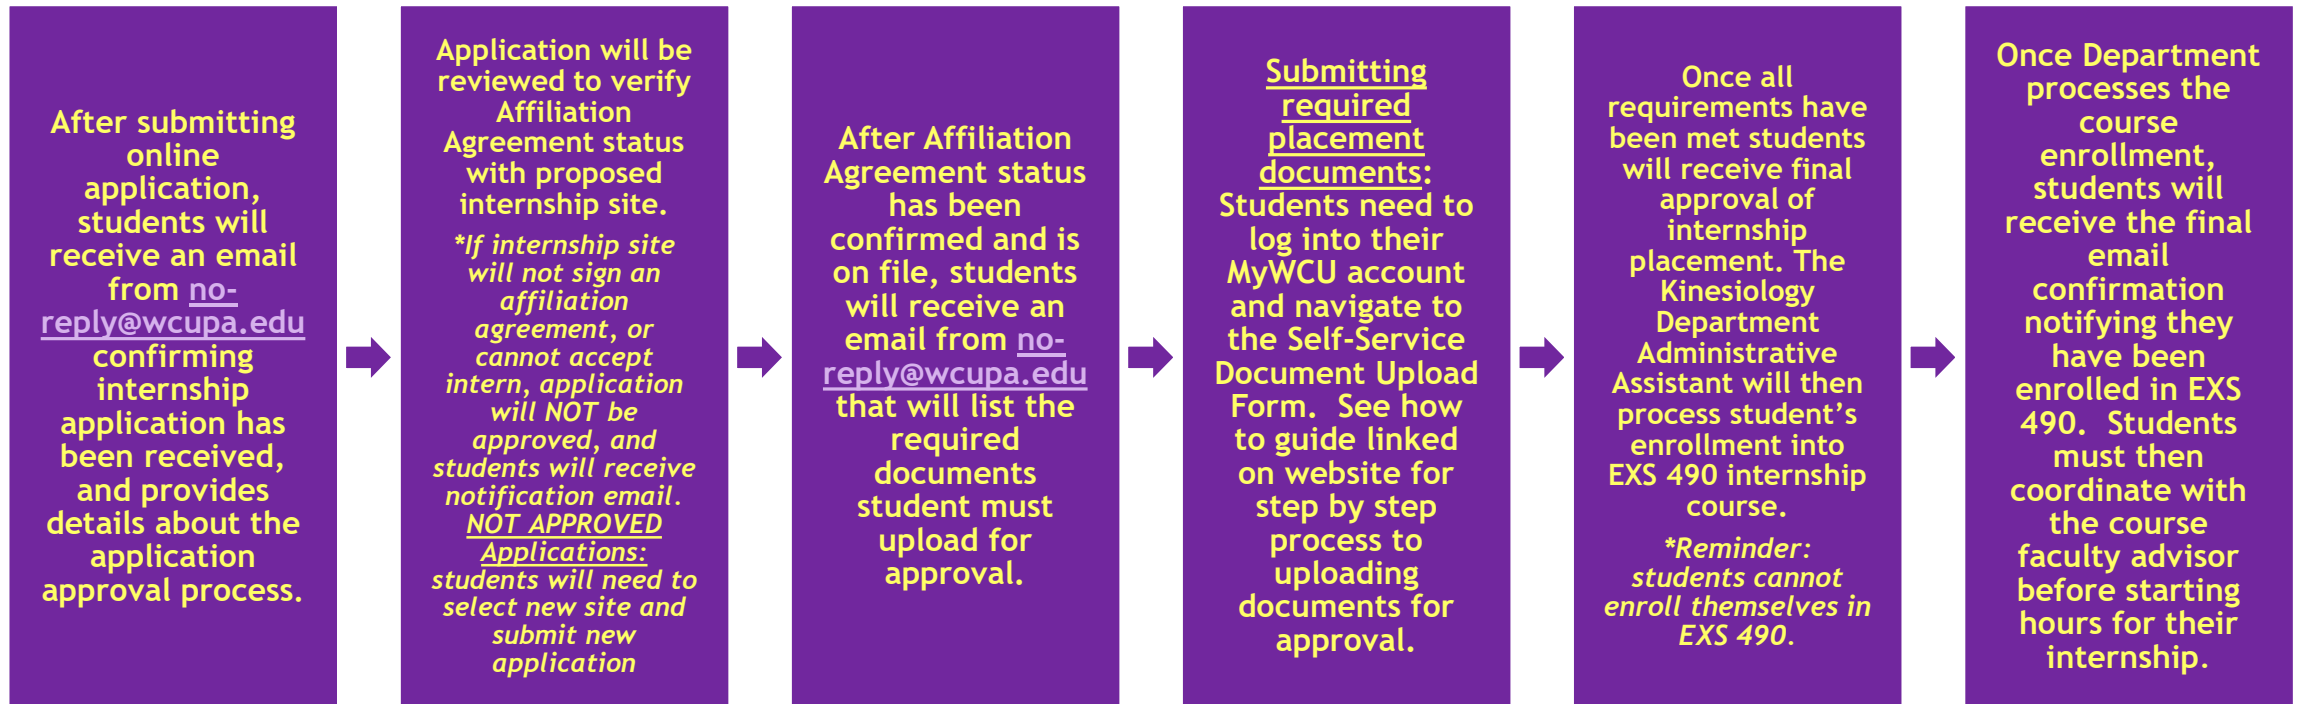 After submitting
online
application,
students will
receive an email
from no-
reply@wcupa.edu
confirming
internship
application has
been received,
and provides
details about the
application
approval process.
Application will be
reviewed to verify
Affiliation
Agreement status
with proposed
internship site.
*If internship site
will not sign an
affiliation
agreement, or
cannot accept
intern, application
will NOT be
approved, and
students will receive
notification email.
NOT APPROVED
Applications:
students will need to
select new site and
submit new
application
After Affiliation
Agreement status
has been
confirmed and is
on file, students
will receive an
email from no-
reply@wcupa.edu
that will list the
required
documents
student must
upload for
approval.
Submitting
required
placement
documents:
Students need to
log into their
MyWCU account
and navigate to
the Self-Service
Document Upload
Form.  See how
to guide linked
on website for
step by step
process to
uploading
documents for
approval.
Once all
requirements have
been met students
will receive final
approval of
internship
placement. The
Kinesiology
Department
Administrative
Assistant will then
process student’s
enrollment into
EXS 490 internship
course.
*Reminder:
students cannot
enroll themselves in
EXS 490.
Once Department
processes the
course
enrollment,
students will
receive the final
email
confirmation
notifying they
have been
enrolled in EXS
490.  Students
must then
coordinate with
the course
faculty advisor
before starting
hours for their
internship.